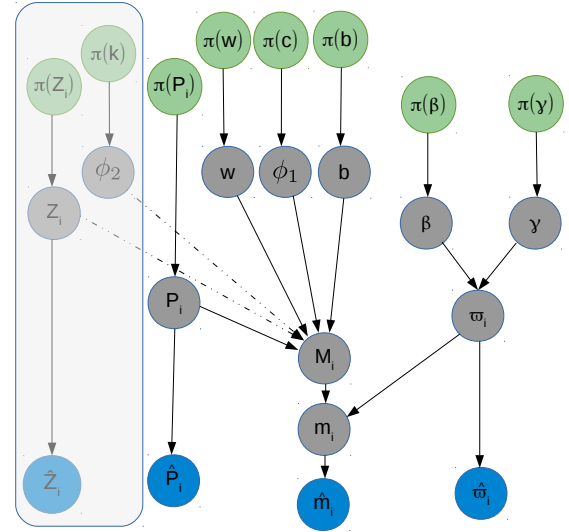 π(w) π(c) π(b)
π(k)
π(Z_i) π(P_i) π(β) π(γ)
ϕ_2 w ϕ_1 b
Z_i β γ
P_i ϖ_i
M_i
m_i
Ẑ_i P̂_i m̂_i ϖ̂_i